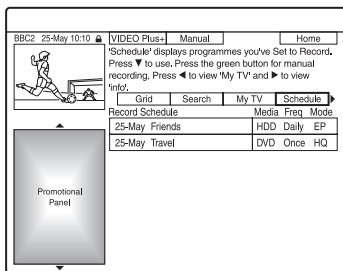 BBC2 25-May 10:10
VIDEO Plus+ Manual Home
'Schedule' displays programmes you've Set to Record.
Press ▼ to use. Press the green button for manual
recording, Press ◄ to view 'My TV' and ► to view
'info'.
Grid Search My TV Schedule
Record Schedule Media Freq Mode
25-May Friends HDD Daily EP
25-May Travel DVD Once HQ
Promotional
Panel